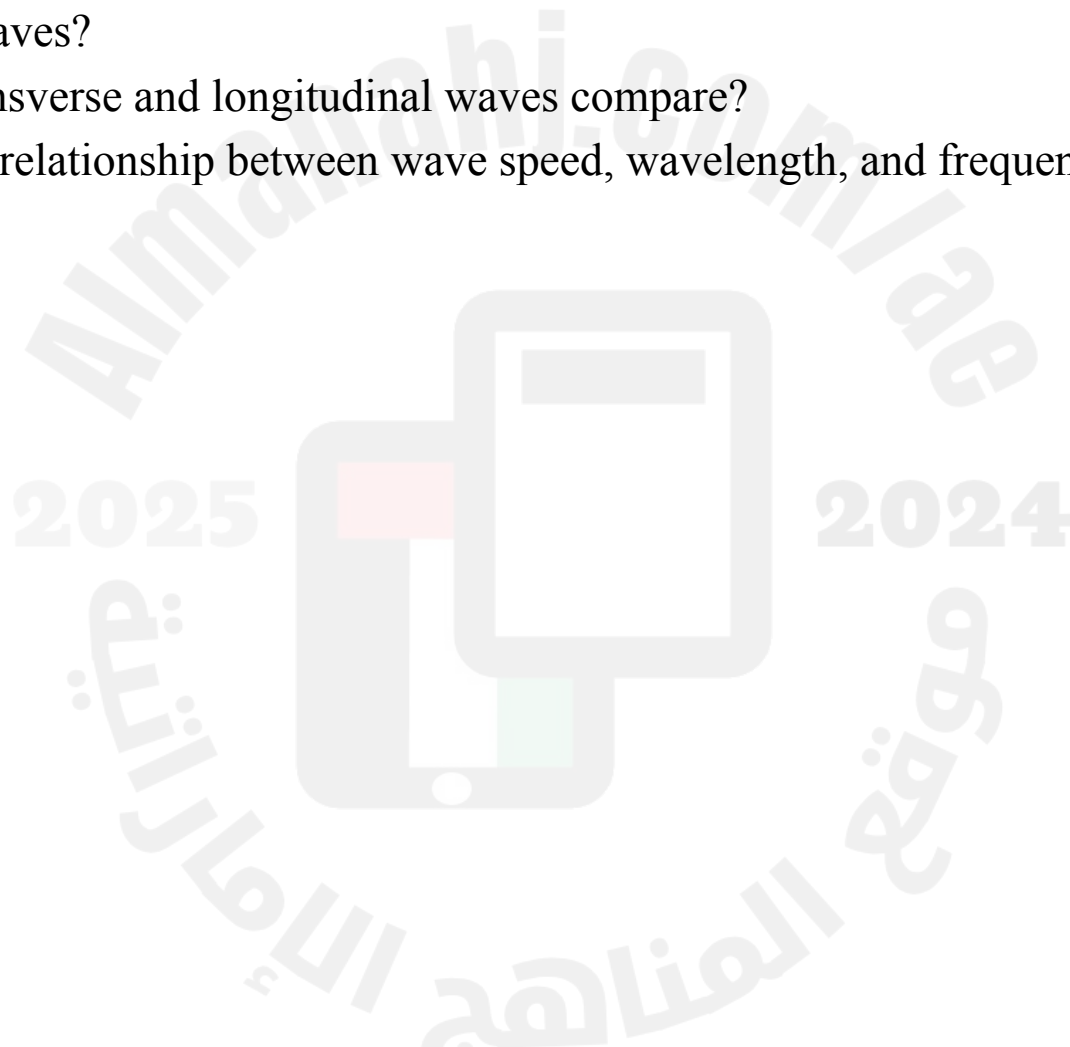 aves?
nsverse and longitudinal waves compare?
relationship between wave speed, wavelength, and frequen
Almanahj.com/ae
2025
2024
موقع
المناهج
الإماراتية